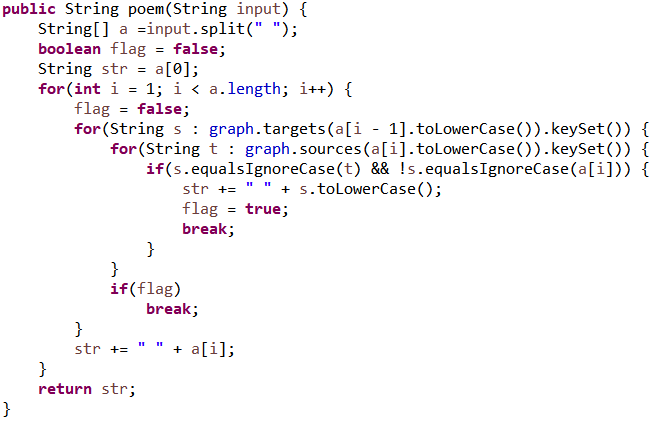 public String poem(String input) {
    String[] a =input.split(" ");
    boolean flag = false;
    String str = a[0];
    for(int i = 1; i < a.length; i++) {
        flag = false;
        for(String s : graph.targets(a[i - 1].toLowerCase()).keySet()) {
            for(String t : graph.sources(a[i].toLowerCase()).keySet()) {
                if(s.equalsIgnoreCase(t) && !s.equalsIgnoreCase(a[i])) {
                    str += " " + s.toLowerCase();
                    flag = true;
                    break;
                }
            }
            if(flag)
                break;
        }
        str += " " + a[i];
    }
    return str;
}